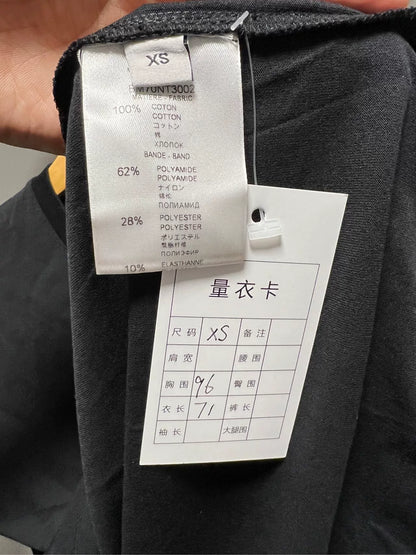 XS
BM70NT3002
MATIERE - FABRIC
100% COTON
COTTON
コットン
棉
ХЛОПОК
BANDE - BAND
62% POLYAMIDE
POLYAMIDE
ナイロン
锦纶
ПОЛИАМИД
28% POLYESTER
POLYESTER
ポリエステル
聚酯纤维
ПОЛИЭФИР
10% ELASTHANNE
量衣卡
尺码 XS 备注
肩宽 腰围
胸围 96 臀围
衣长 71 裤长
袖长 大腿围